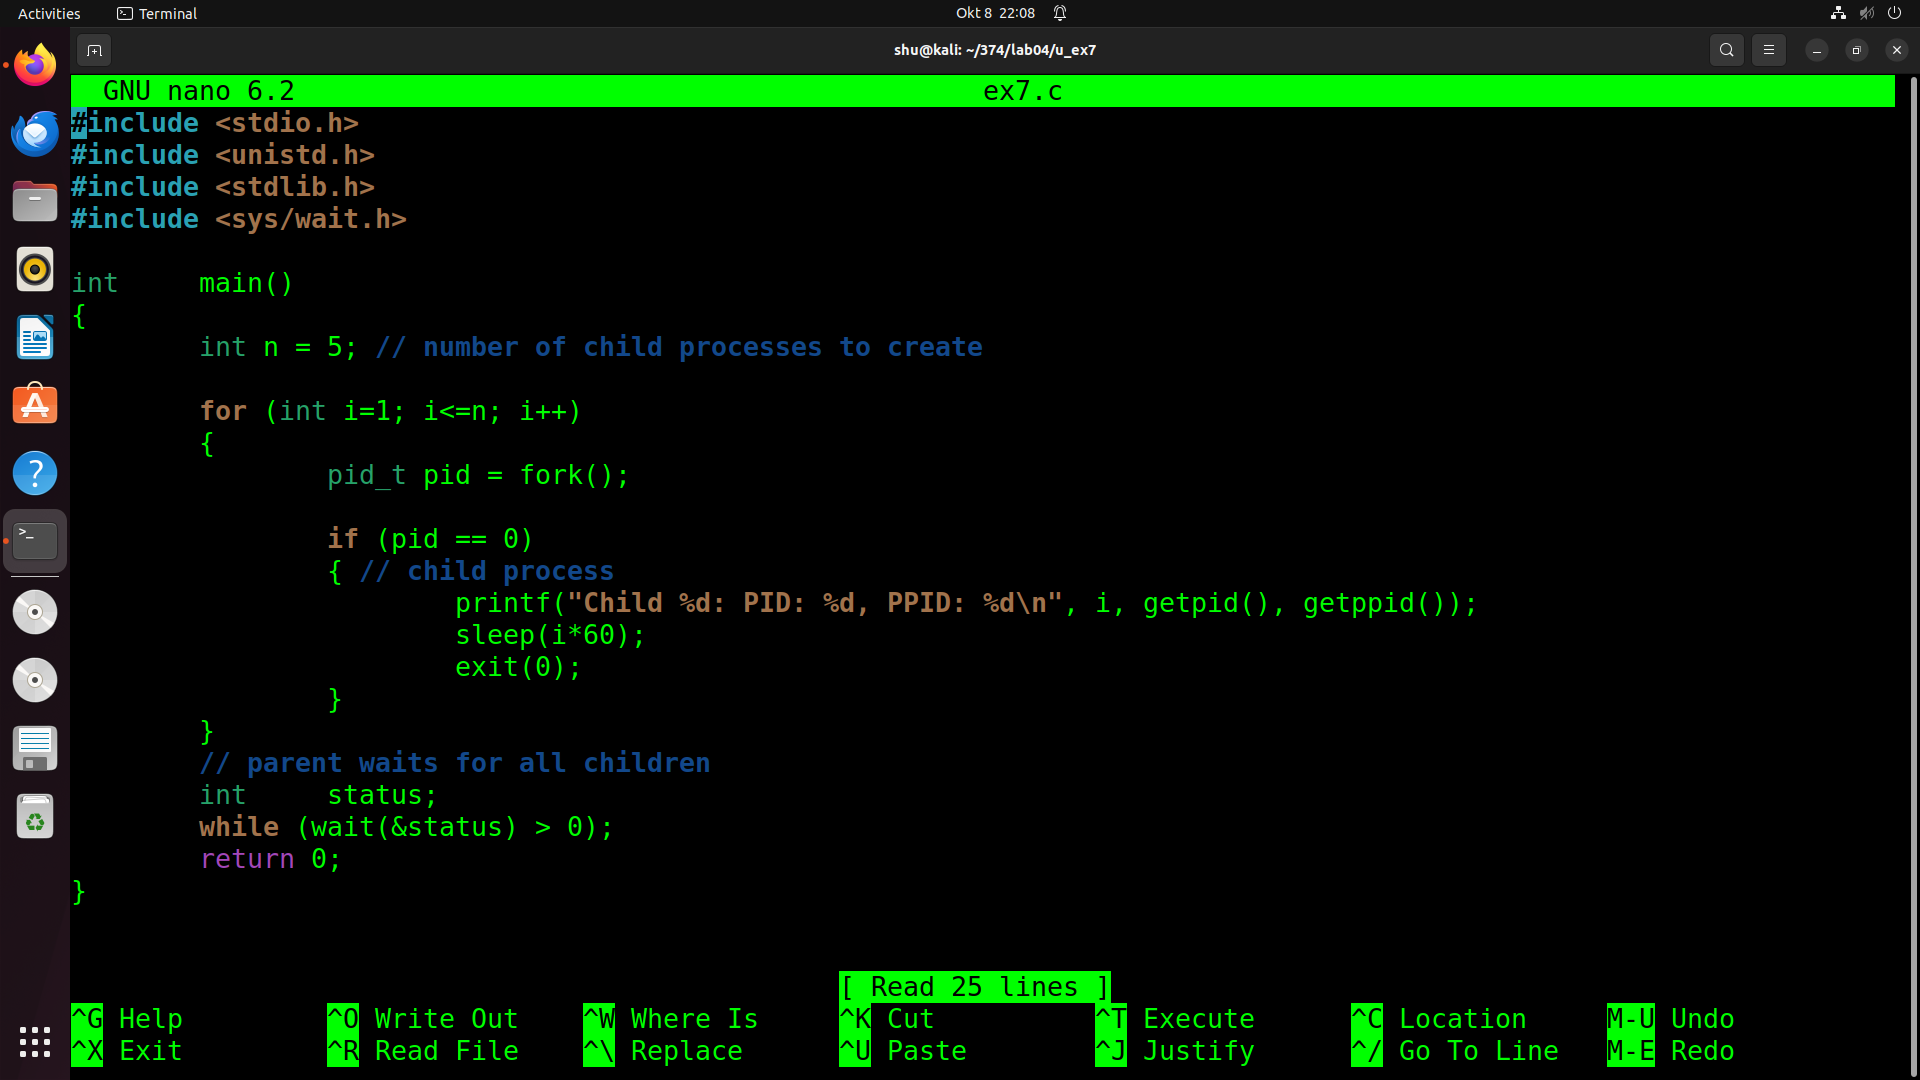 Activities Terminal Okt 8 22:08
shu@kali: ~/374/lab04/u_ex7
GNU nano 6.2 ex7.c
#include <stdio.h>
#include <unistd.h>
#include <stdlib.h>
#include <sys/wait.h>
int main()
{
int n = 5; // number of child processes to create
for (int i=1; i<=n; i++)
{
pid_t pid = fork();
if (pid == 0)
{ // child process
printf("Child %d: PID: %d, PPID: %d\n", i, getpid(), getppid());
sleep(i*60);
exit(0);
}
}
// parent waits for all children
int status;
while (wait(&status) > 0);
return 0;
}
[ Read 25 lines ]
^G Help ^O Write Out ^W Where Is ^K Cut ^T Execute ^C Location M-U Undo
^X Exit ^R Read File ^\ Replace ^U Paste ^J Justify ^/ Go To Line M-E Redo